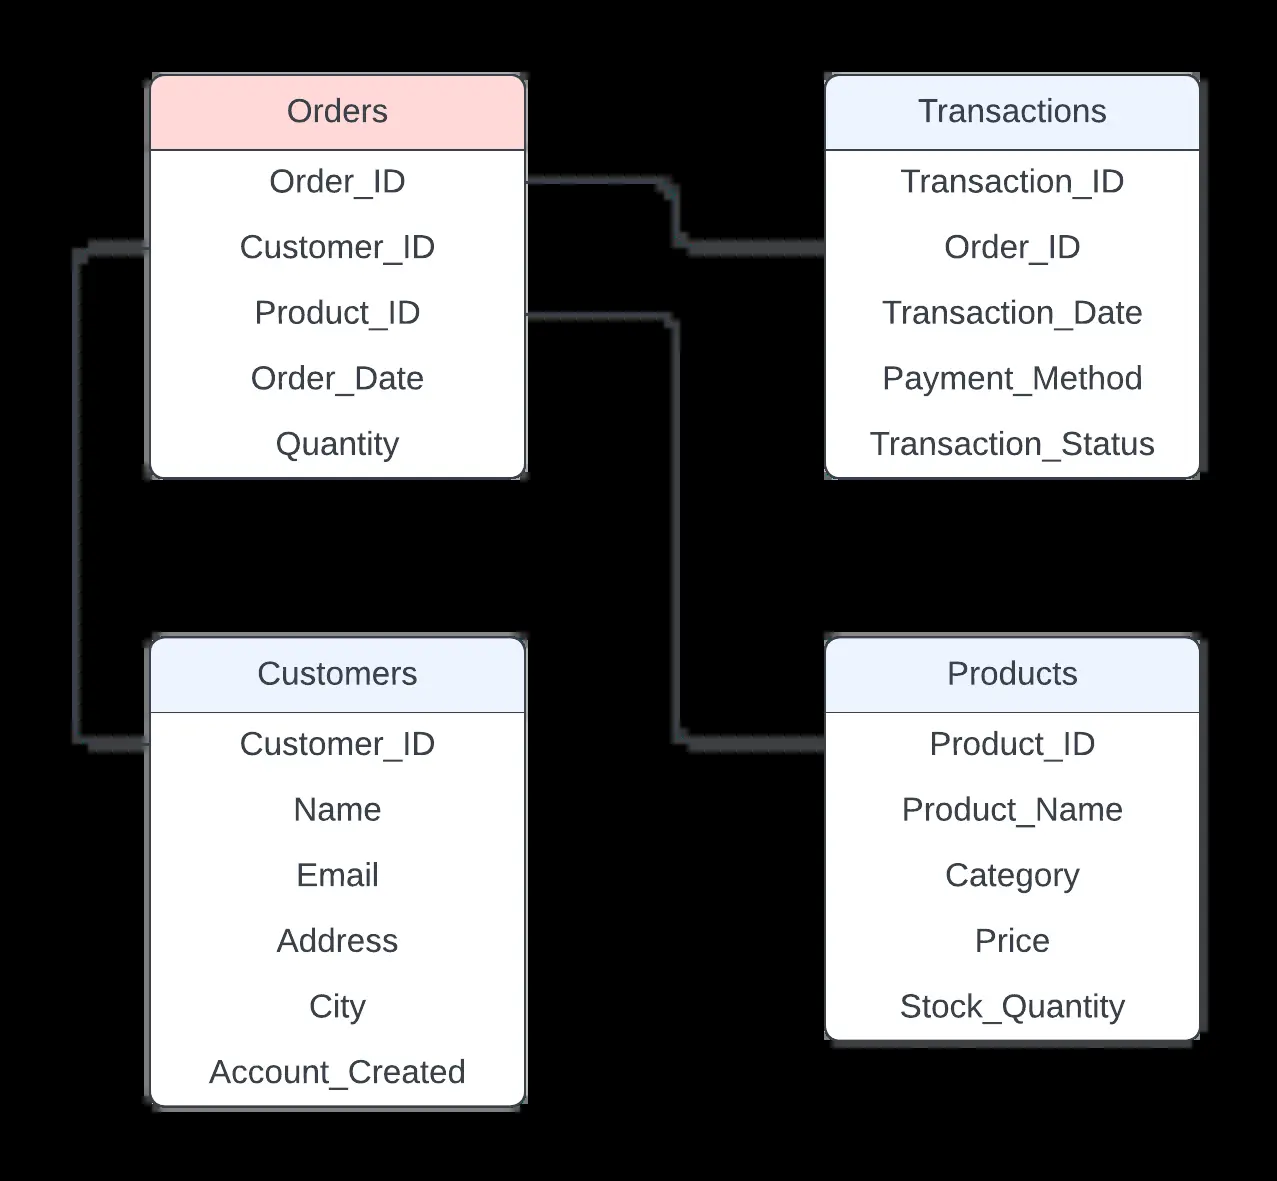 Orders
Order_ID
Customer_ID
Product_ID
Order_Date
Quantity
Transactions
Transaction_ID
Order_ID
Transaction_Date
Payment_Method
Transaction_Status
Customers
Customer_ID
Name
Email
Address
City
Account_Created
Products
Product_ID
Product_Name
Category
Price
Stock_Quantity